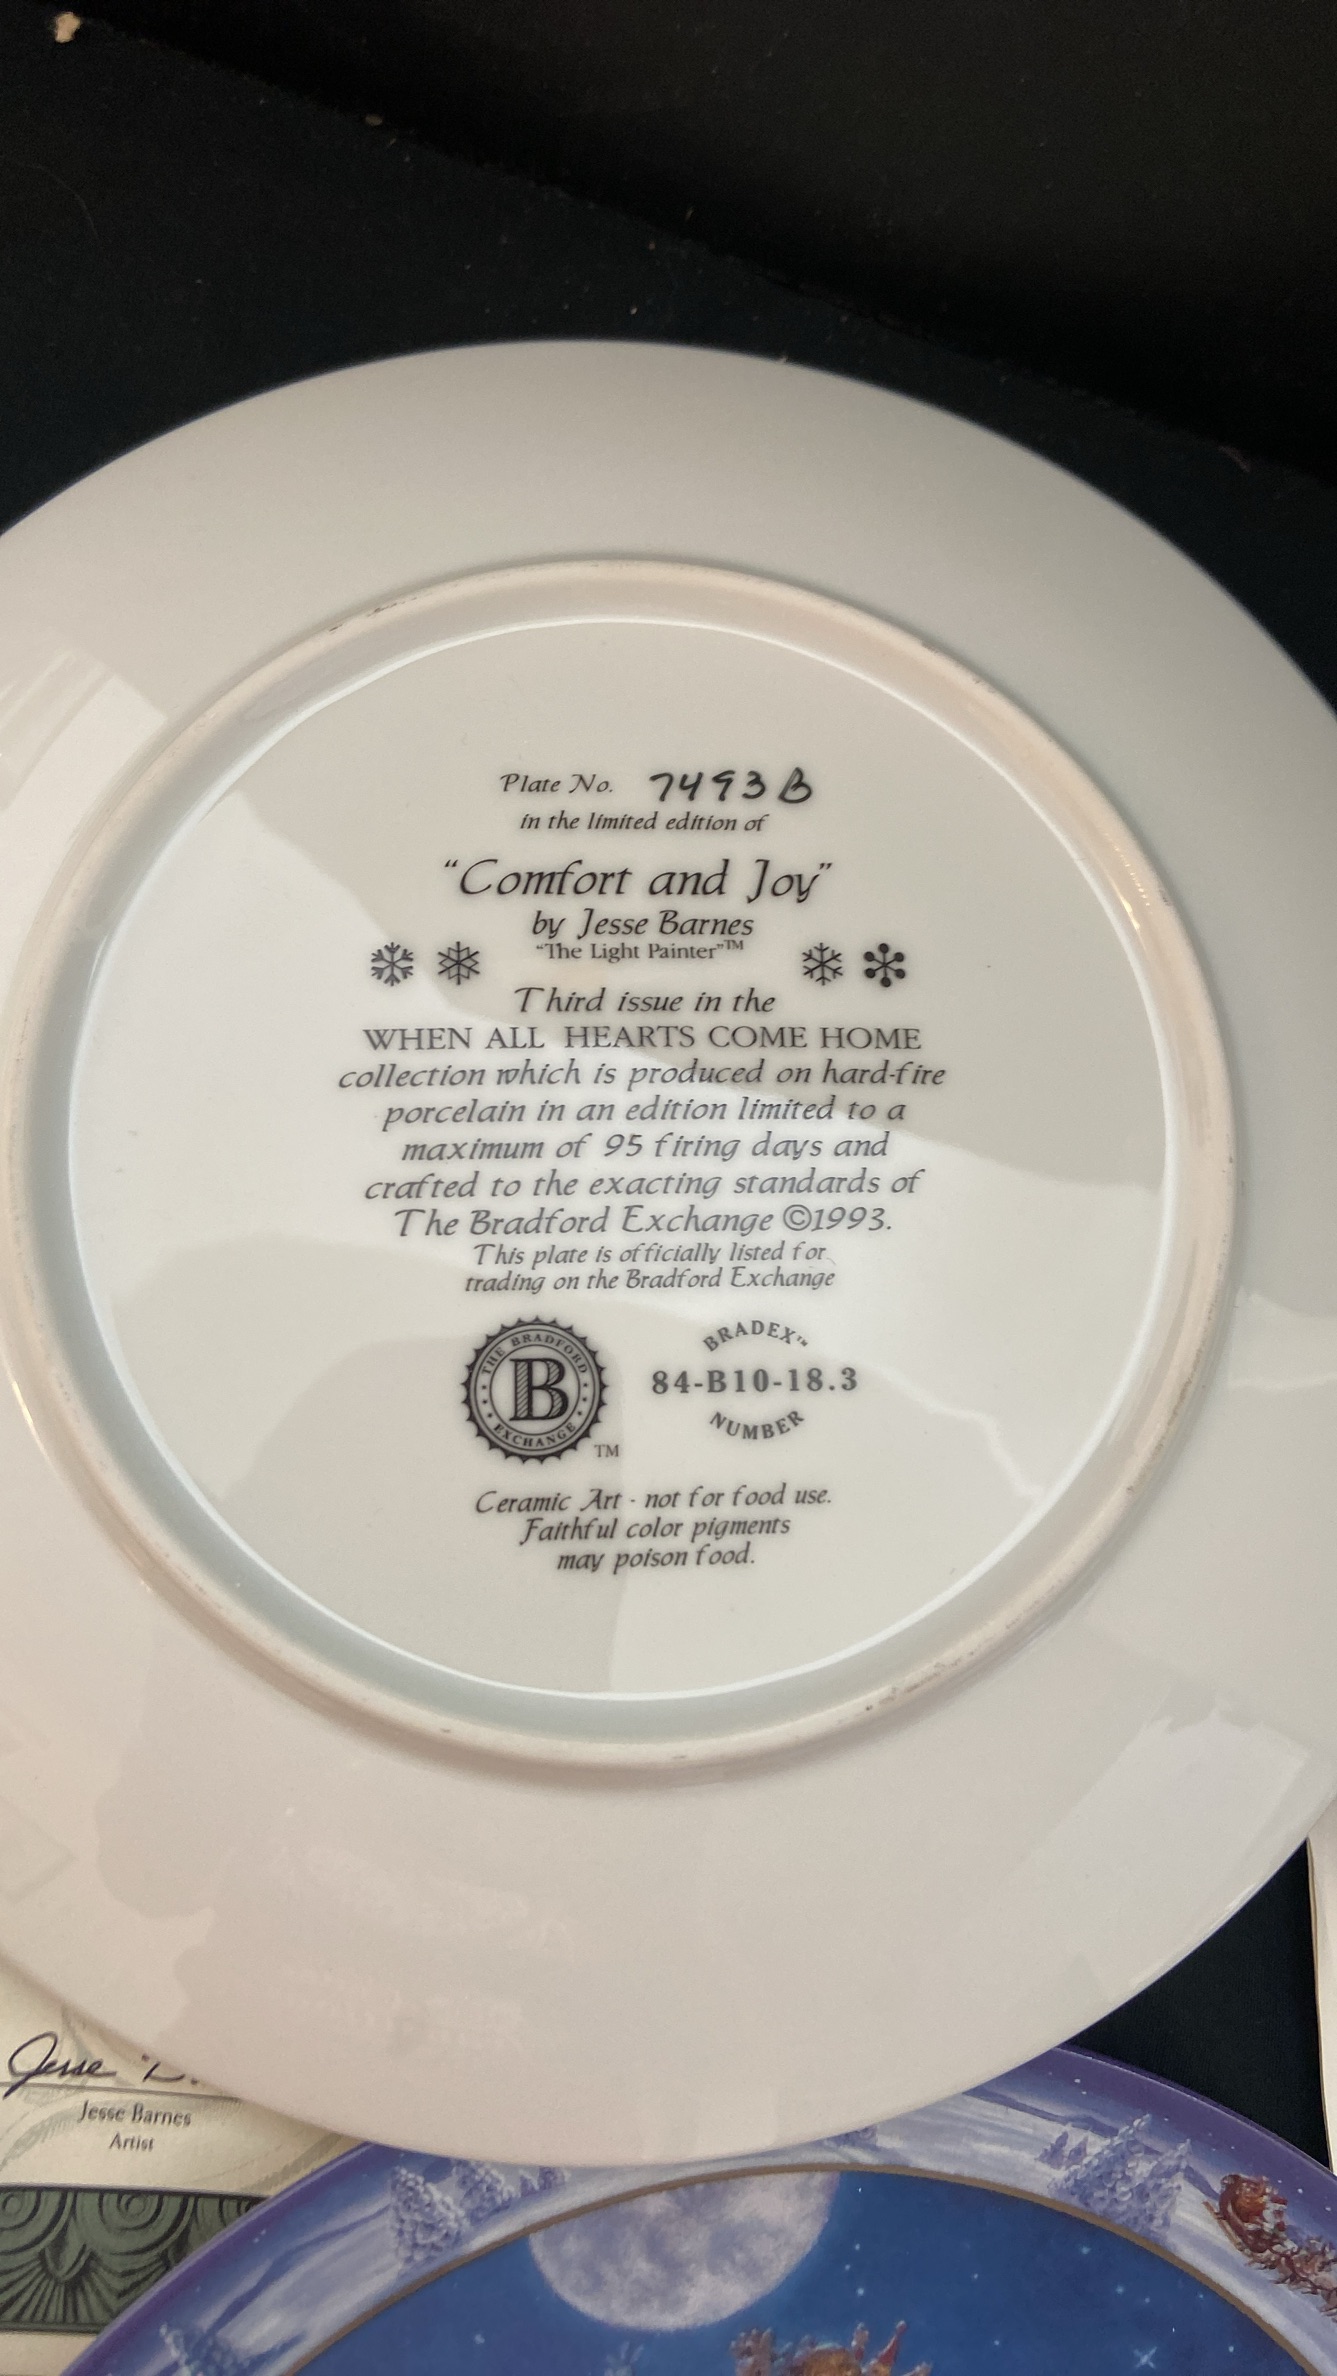 Plate No. 7493B
in the limited edition of
"Comfort and Joy"
by Jesse Barnes
"The Light Painter"™
Third issue in the
WHEN ALL HEARTS COME HOME
collection which is produced on hard-fire
porcelain in an edition limited to a
maximum of 95 firing days and
crafted to the exacting standards of
The Bradford Exchange ©1993.
This plate is officially listed for
trading on the Bradford Exchange
THE BRADFORD
B
EXCHANGE
TM
BRADEX™
84-B10-18.3
NUMBER
Ceramic Art - not for food use.
Faithful color pigments
may poison food.
Jesse
Jesse Barnes
Artist